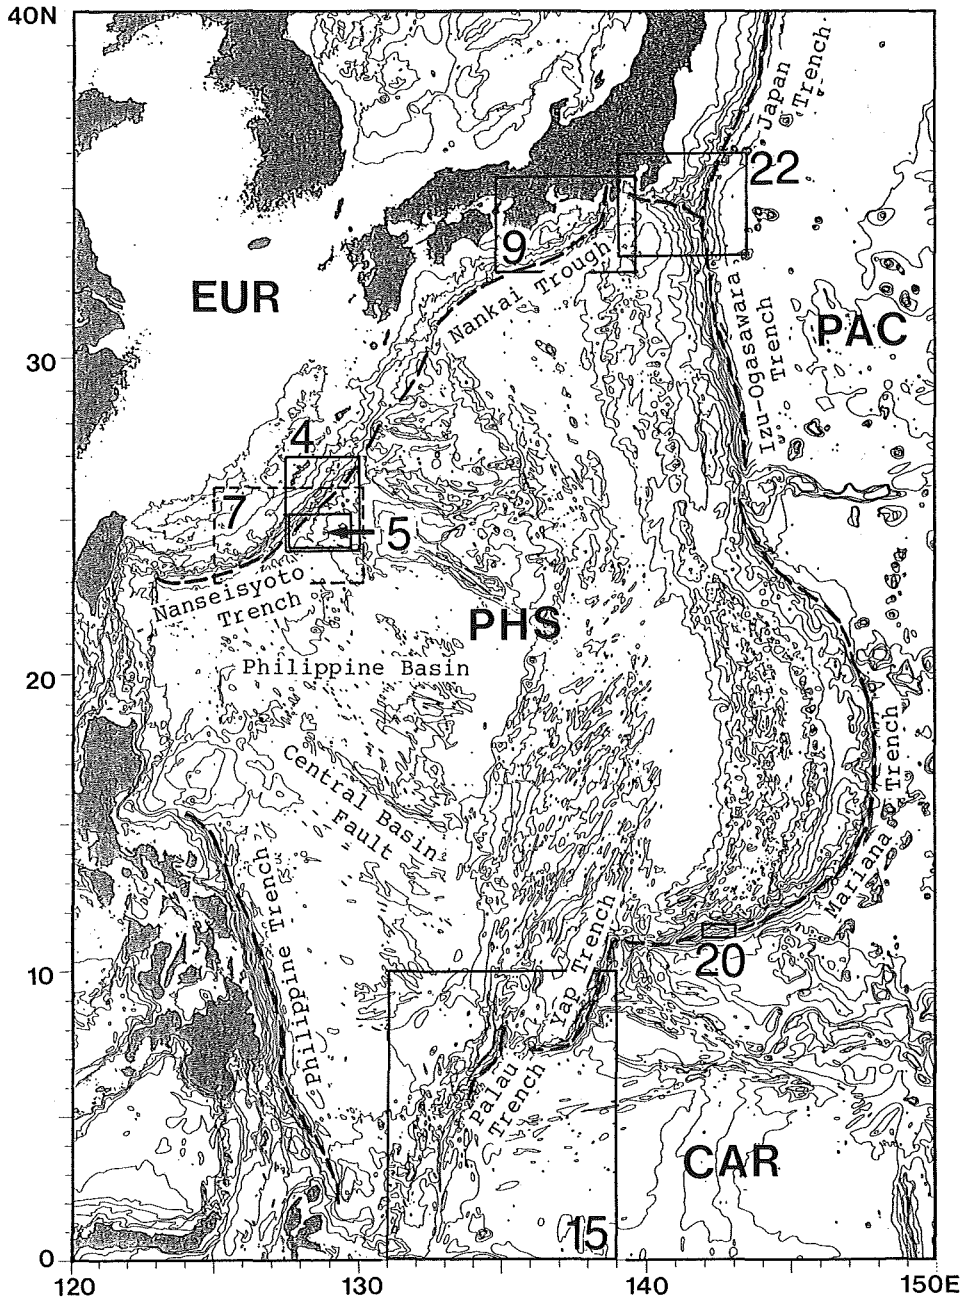 40N
Japan
Trench
22
9
Nankai Trough
EUR
PAC
Izu-Ogasawara
Trench
30
4
7
5
Nanseisyoto
Trench
PHS
Philippine Basin
20
Central Basin
Fault
Mariana Trench
Philippine Trench
Yap Trench
20
10
Palau
Trench
CAR
15
0
120
130
140
150E